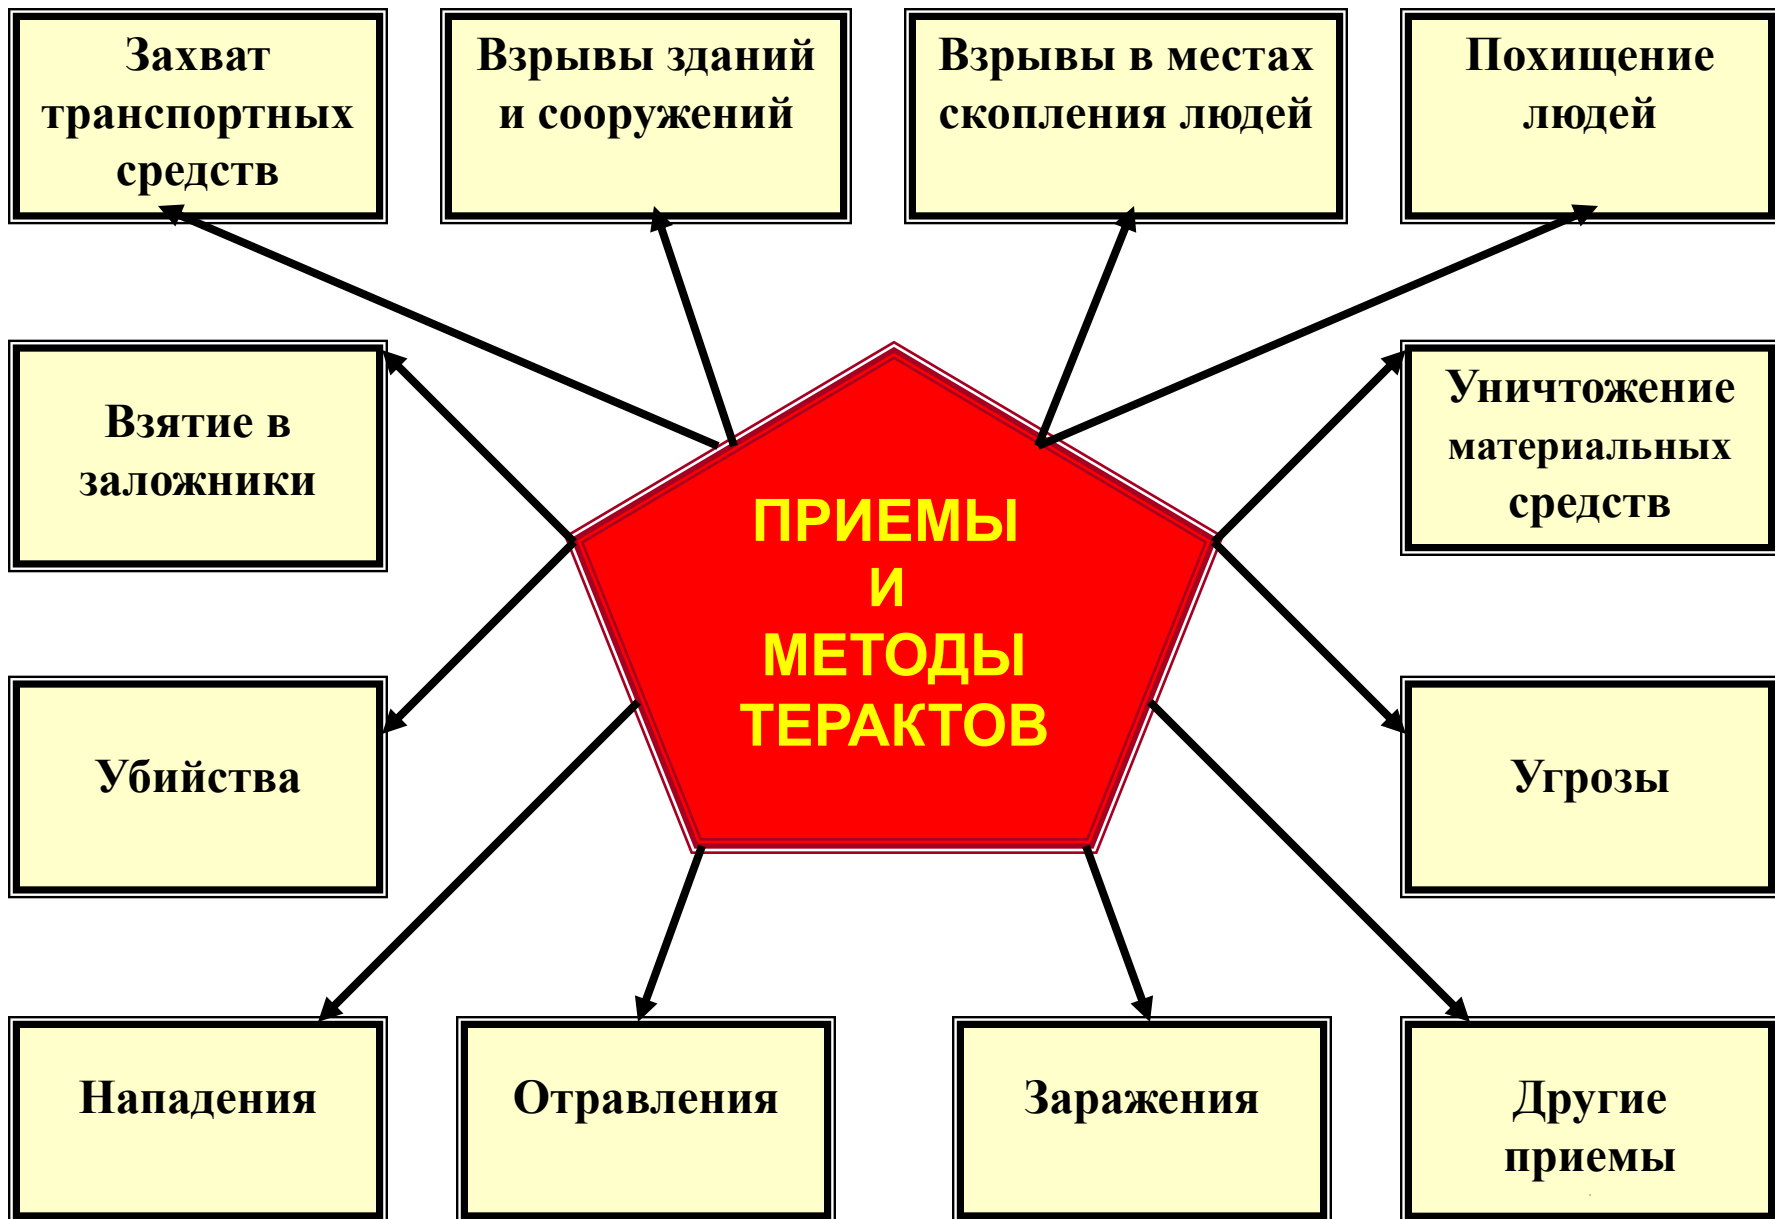 Захват
транспортных
средств
Взрывы зданий
и сооружений
Взрывы в местах
скопления людей
Похищение
людей
Взятие в
заложники
Уничтожение
материальных
средств
ПРИЕМЫ
И
МЕТОДЫ
ТЕРАКТОВ
Убийства
Угрозы
Нападения
Отравления
Заражения
Другие
приемы